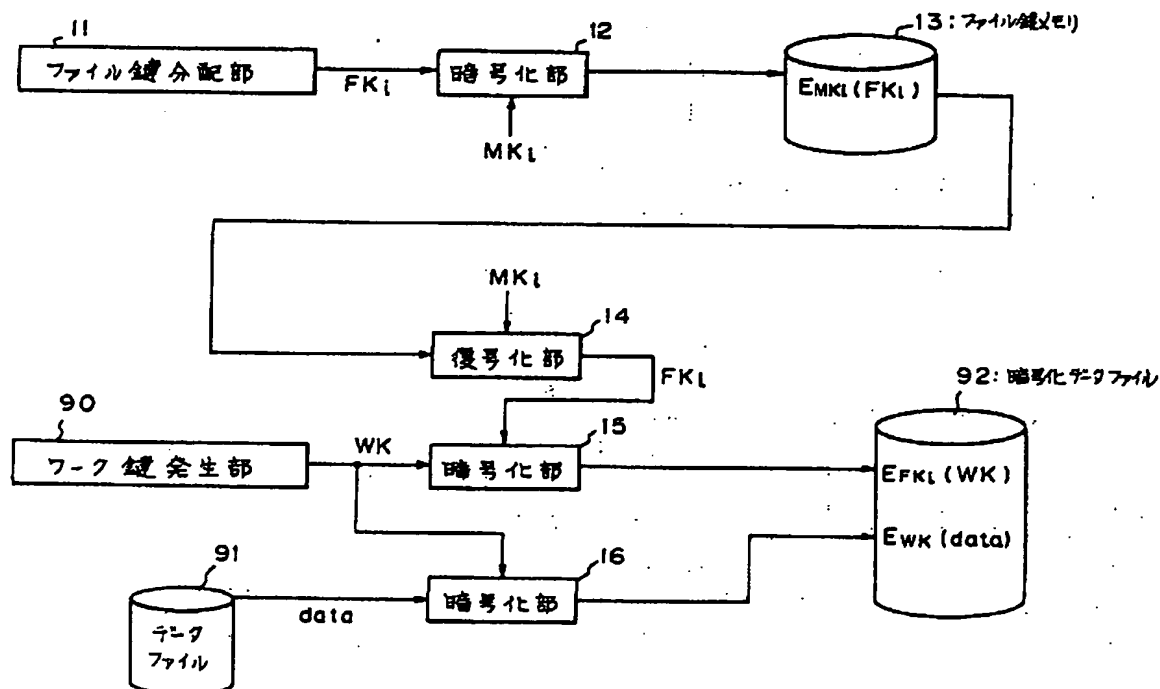 11
ファイル鍵分配部
FKi
12
暗号化部
MKi
13:ファイル鍵メモリ
EMKi(FKi)
MKi
14
復号化部
FKi
90
ワーク鍵発生部
WK
15
暗号化部
92:暗号化データファイル
EFKi(WK)
EWK(data)
91
データ
ファイル
data
16
暗号化部